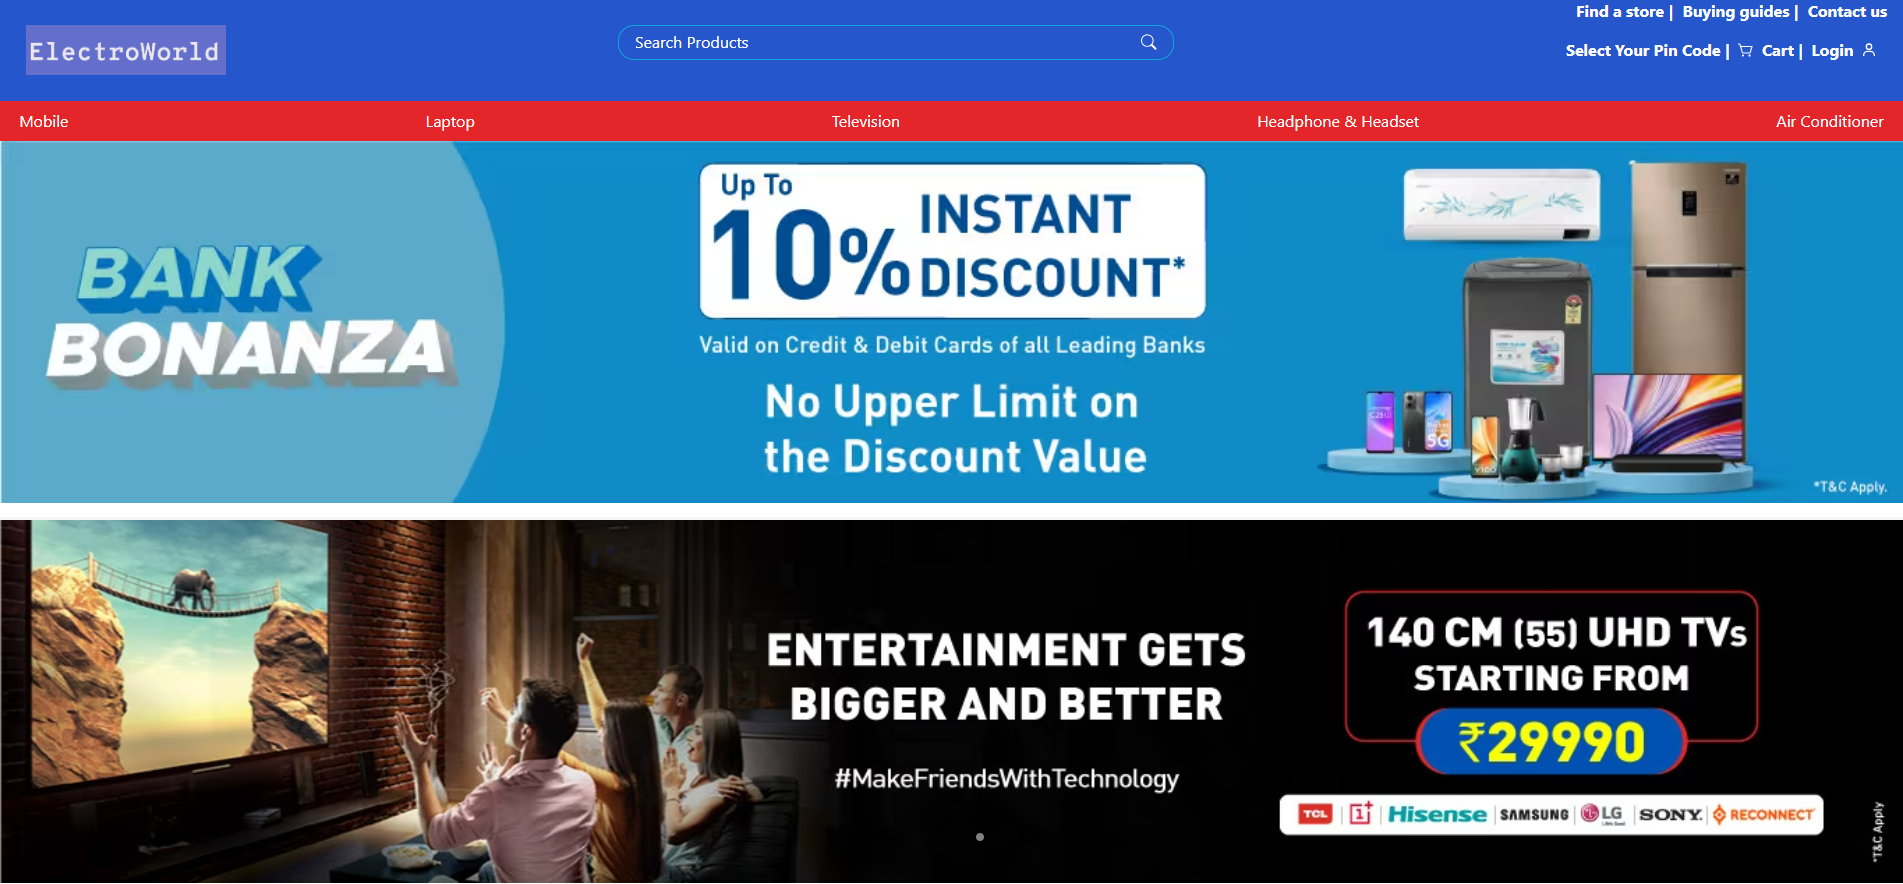 Find a store | Buying guides | Contact us
ElectroWorld
Search Products
Select Your Pin Code | Cart | Login
Mobile
Laptop
Television
Headphone & Headset
Air Conditioner
BANK
BONANZA
Up To
10% INSTANT
DISCOUNT*
Valid on Credit & Debit Cards of all Leading Banks
No Upper Limit on
the Discount Value
5G
*T&C Apply.
ENTERTAINMENT GETS
BIGGER AND BETTER
#MakeFriendsWithTechnology
140 CM (55) UHD TVs
STARTING FROM
₹29990
TCL | 1+ | Hisense | SAMSUNG | LG | SONY | RECONNECT
*T&C Apply